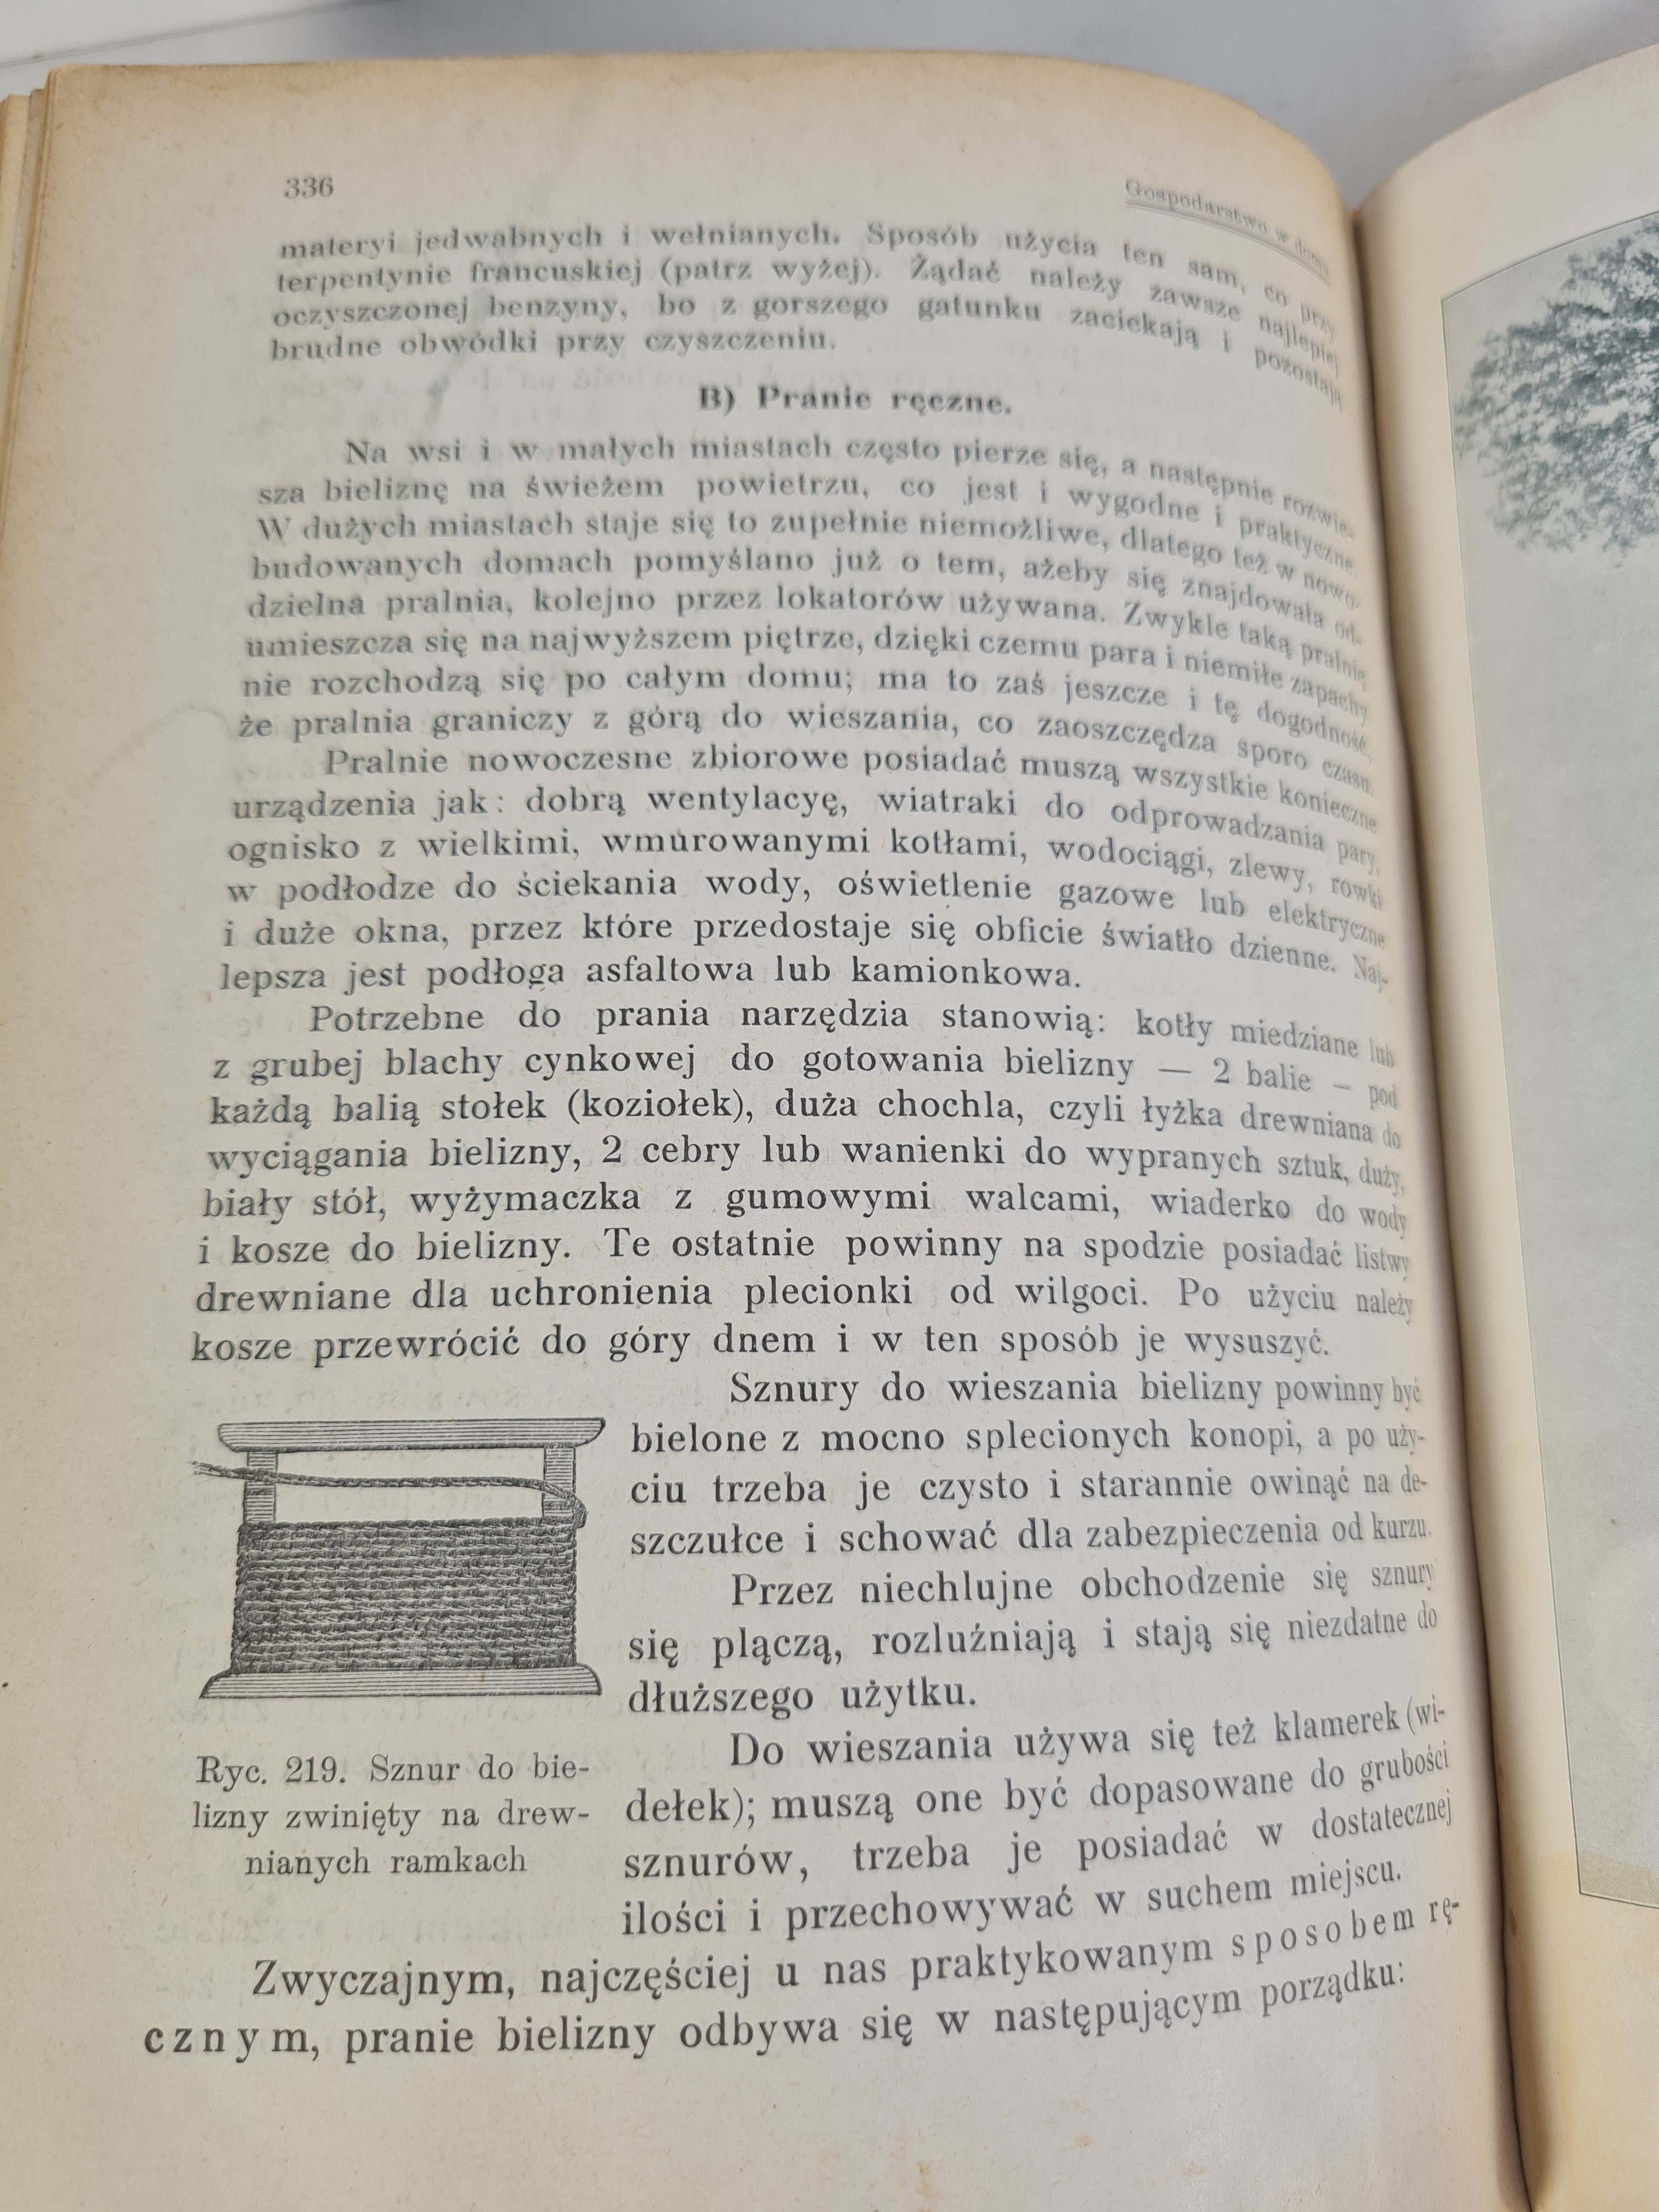 336
Gospodarstwo w domu
materyi jedwabnych i wełnianych. Sposób użycia ten sam, co przy
terpentynie francuskiej (patrz wyżej). Żądać należy zawsze najlepiej
oczyszczonej benzyny, bo z gorszego gatunku zaciekają i pozostają
brudne obwódki przy czyszczeniu.
B) Pranie ręczne.
Na wsi i w małych miastach często pierze się, a następnie rozwie-
sza bieliznę na świeżem powietrzu, co jest i wygodne i praktyczne.
W dużych miastach staje się to zupełnie niemożliwe, dlatego też w nowo-
budowanych domach pomyślano już o tem, ażeby się znajdowała od-
dzielna pralnia, kolejno przez lokatorów używana. Zwykle taką pralnię
umieszcza się na najwyższem piętrze, dzięki czemu para i niemiłe zapachy
nie rozchodzą się po całym domu; ma to zaś jeszcze i tę dogodność,
że pralnia graniczy z górą do wieszania, co zaoszczędza sporo czasu.
Pralnie nowoczesne zbiorowe posiadać muszą wszystkie konieczne
urządzenia jak: dobrą wentylacyę, wiatraki do odprowadzania pary,
ognisko z wielkimi, wmurowanymi kotłami, wodociągi, zlewy, rowki
w podłodze do ściekania wody, oświetlenie gazowe lub elektryczne
i duże okna, przez które przedostaje się obficie światło dzienne. Naj-
lepsza jest podłoga asfaltowa lub kamionkowa.
Potrzebne do prania narzędzia stanowią: kotły miedziane lub
z grubej blachy cynkowej do gotowania bielizny — 2 balie — pod
każdą balią stołek (koziołek), duża chochla, czyli łyżka drewniana do
wyciągania bielizny, 2 cebry lub wanienki do wypranych sztuk, duży,
biały stół, wyżymaczka z gumowymi walcami, wiaderko do wody
i kosze do bielizny. Te ostatnie powinny na spodzie posiadać listwy
drewniane dla uchronienia plecionki od wilgoci. Po użyciu należy
kosze przewrócić do góry dnem i w ten sposób je wysuszyć.
Sznury do wieszania bielizny powinny być
bielone z mocno splecionych konopi, a po uży-
ciu trzeba je czysto i starannie owinąć na de-
szczułce i schować dla zabezpieczenia od kurzu.
Przez niechlujne obchodzenie się sznury
się plączą, rozluźniają i stają się niezdatne do
dłuższego użytku.
Do wieszania używa się też klamerek (wi-
dełek); muszą one być dopasowane do grubości
sznurów, trzeba je posiadać w dostatecznej
ilości i przechowywać w suchem miejscu.
Ryc. 219. Sznur do bie-
lizny zwinięty na drew-
nianych ramkach
Zwyczajnym, najczęściej u nas praktykowanym sposobem rę-
cznym, pranie bielizny odbywa się w następującym porządku: